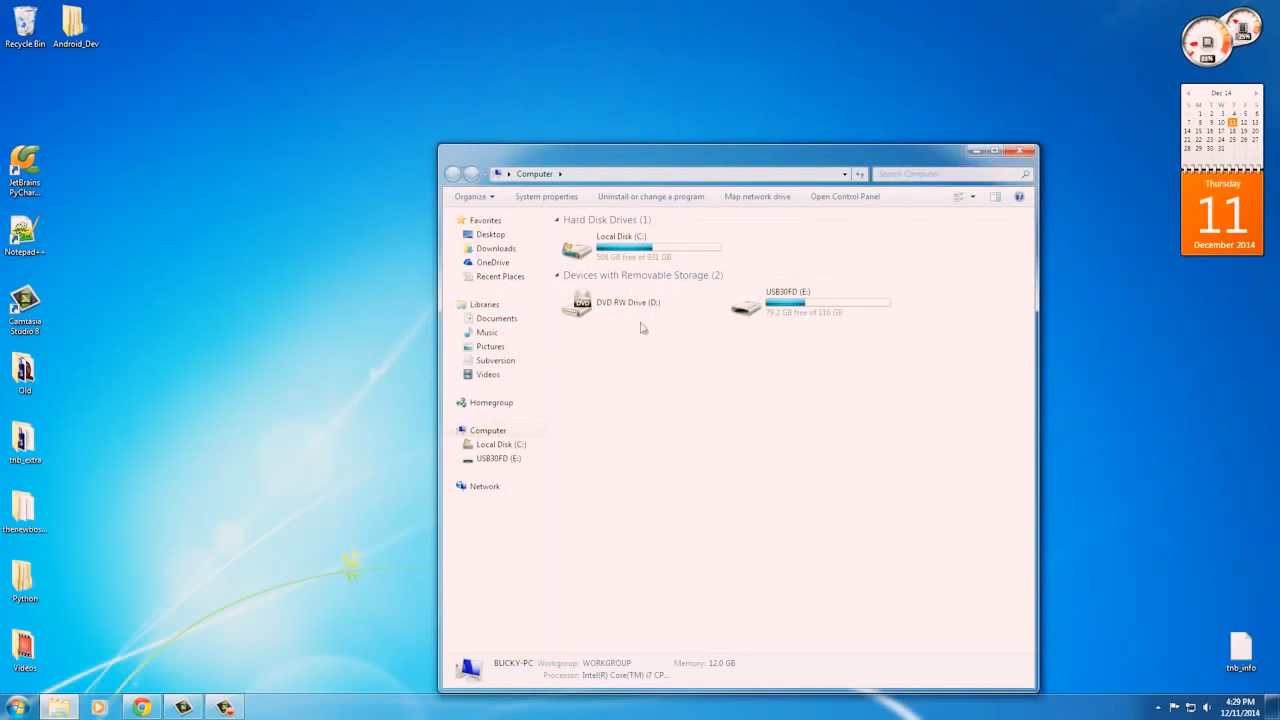 Recycle Bin
Android_Dev
JetBrains
PyChar...
Notepad++
Camtasia
Studio 8
Old
tnb_extra
thenewbos...
Python
Videos
Computer
Search Computer
Organize
System properties
Uninstall or change a program
Map network drive
Open Control Panel
Favorites
Desktop
Downloads
OneDrive
Recent Places
Libraries
Documents
Music
Pictures
Subversion
Videos
Homegroup
Computer
Local Disk (C:)
USB30FD (E:)
Network
Hard Disk Drives (1)
Local Disk (C:)
508 GB free of 931 GB
Devices with Removable Storage (2)
DVD
DVD RW Drive (D:)
USB30FD (E:)
79.2 GB free of 116 GB
BUCKY-PC Workgroup: WORKGROUP Memory: 12.0 GB
Processor: Intel(R) Core(TM) i7 CP...
Dec 14
S M T W T F S
1 2 3 4 5 6
7 8 9 10 11 12 13
14 15 16 17 18 19 20
21 22 23 24 25 26 27
28 29 30 31
Thursday
11
December 2014
tnb_info
4:29 PM
12/11/2014